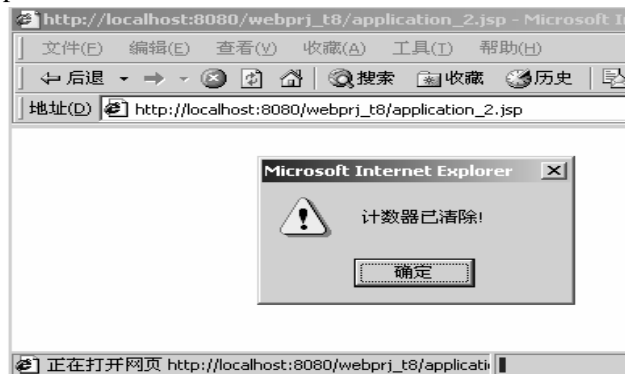 http://localhost:8080/webprj_t8/application_2.jsp - Microsoft I
文件(F) 编辑(E) 查看(V) 收藏(A) 工具(T) 帮助(H)
后退 搜索 收藏 历史
地址(D) http://localhost:8080/webprj_t8/application_2.jsp
Microsoft Internet Explorer
计数器已清除!
确定
正在打开网页 http://localhost:8080/webprj_t8/applicati